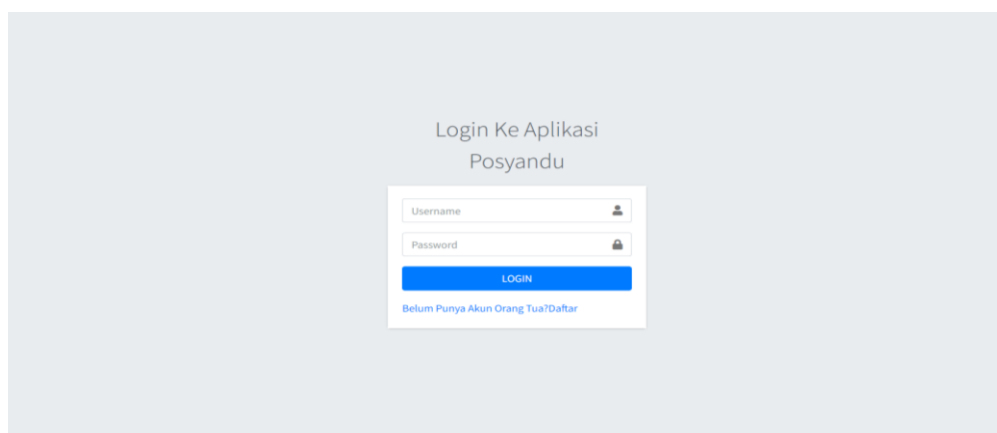 Login Ke Aplikasi
Posyandu
Username
Password
LOGIN
Belum Punya Akun Orang Tua?Daftar